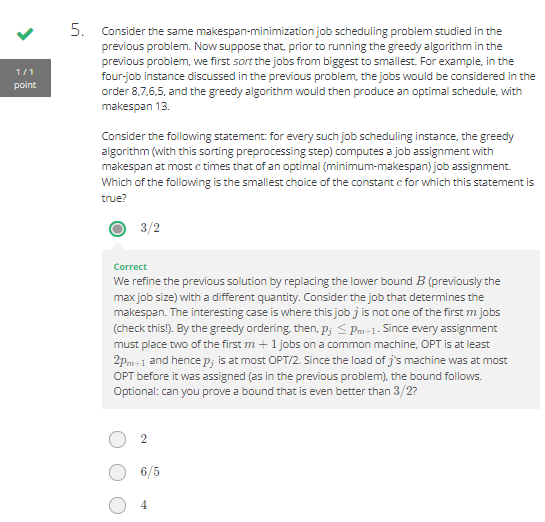 5. Consider the same makespan-minimization job scheduling problem studied in the
previous problem. Now suppose that, prior to running the greedy algorithm in the
previous problem, we first sort the jobs from biggest to smallest. For example, in the
four-job instance discussed in the previous problem, the jobs would be considered in the
order 8,7,6,5, and the greedy algorithm would then produce an optimal schedule, with
makespan 13.
1 / 1
point
Consider the following statement: for every such job scheduling instance, the greedy
algorithm (with this sorting preprocessing step) computes a job assignment with
makespan at most c times that of an optimal (minimum-makespan) job assignment.
Which of the following is the smallest choice of the constant c for which this statement is
true?
3/2
Correct
We refine the previous solution by replacing the lower bound B (previously the
max job size) with a different quantity. Consider the job that determines the
makespan. The interesting case is where this job j is not one of the first m jobs
(check this!). By the greedy ordering, then, p_j ≤ p_{m+1}. Since every assignment
must place two of the first m + 1 jobs on a common machine, OPT is at least
2p_{m+1} and hence p_j is at most OPT/2. Since the load of j's machine was at most
OPT before it was assigned (as in the previous problem), the bound follows.
Optional: can you prove a bound that is even better than 3/2?
2
6/5
4